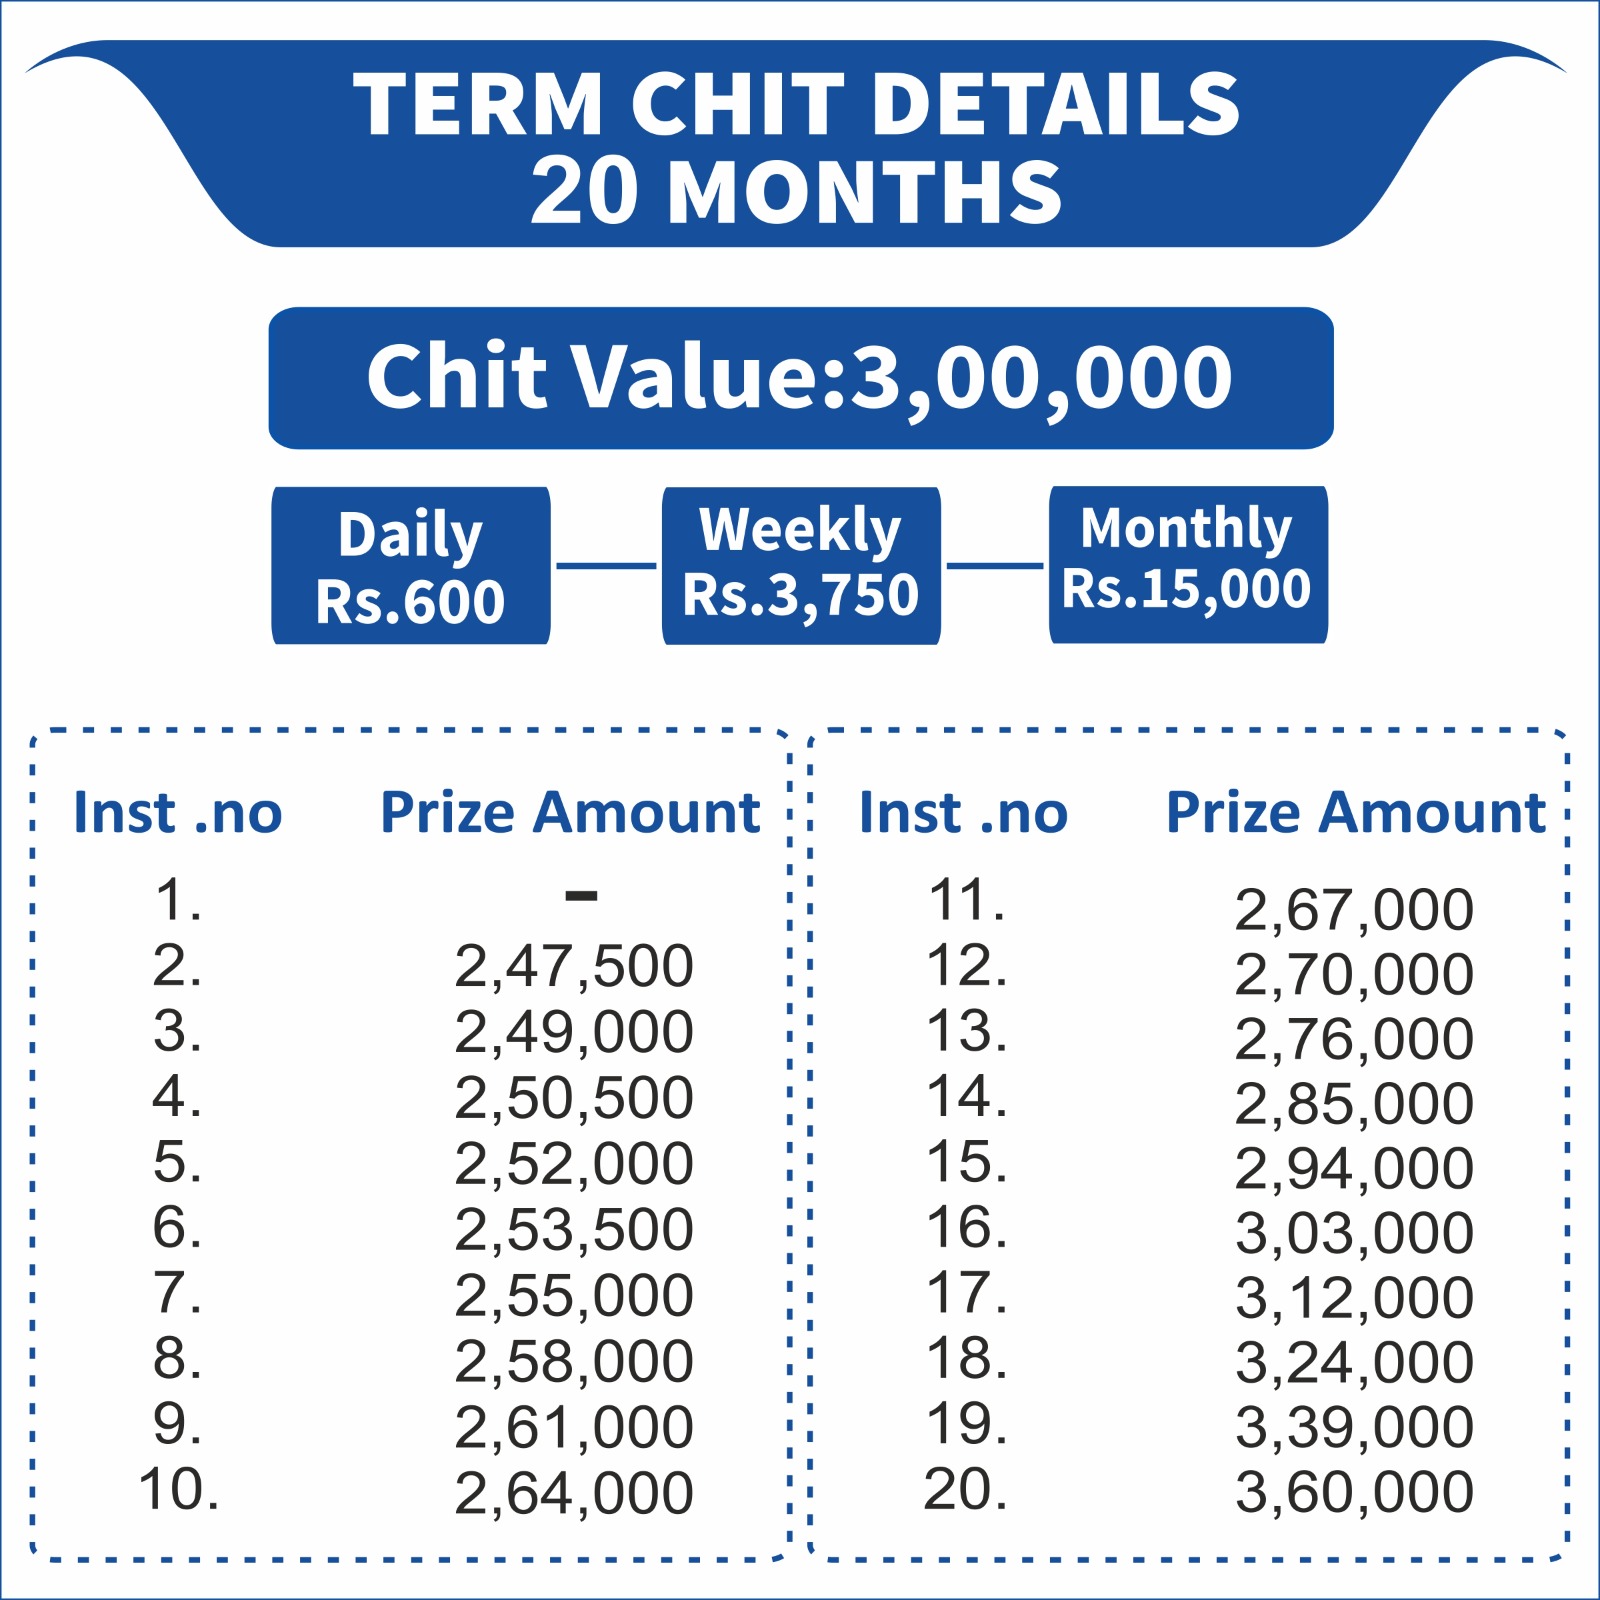 TERM CHIT DETAILS
20 MONTHS
Chit Value:3,00,000
Daily
Rs.600
Weekly
Rs.3,750
Monthly
Rs.15,000
Inst .no Prize Amount
1. -
2. 2,47,500
3. 2,49,000
4. 2,50,500
5. 2,52,000
6. 2,53,500
7. 2,55,000
8. 2,58,000
9. 2,61,000
10. 2,64,000
Inst .no Prize Amount
11. 2,67,000
12. 2,70,000
13. 2,76,000
14. 2,85,000
15. 2,94,000
16. 3,03,000
17. 3,12,000
18. 3,24,000
19. 3,39,000
20. 3,60,000